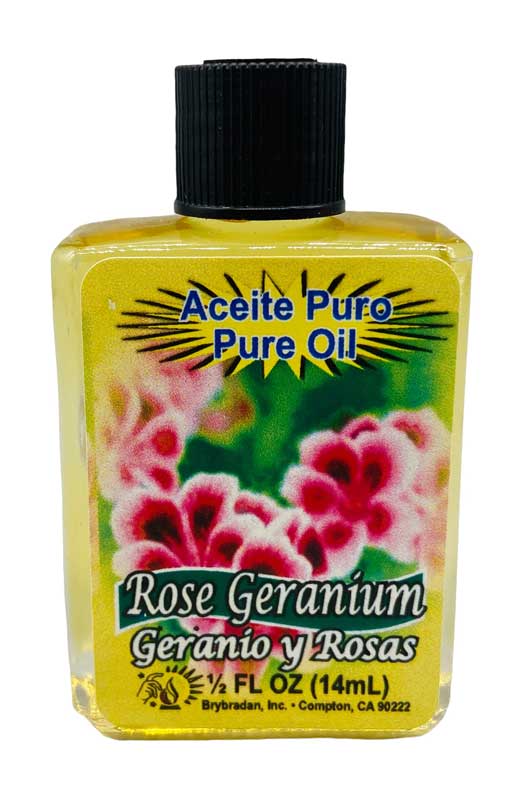 Aceite Puro
Pure Oil
Rose Geranium
Geranio y Rosas
½ FL OZ (14mL)
Brybradan, Inc. • Compton, CA 90222